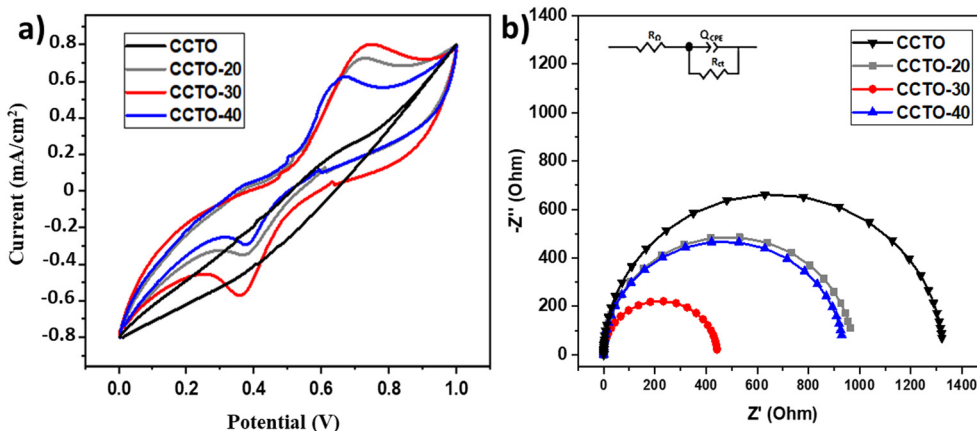 a)
CCTO
CCTO-20
CCTO-30
CCTO-40
Current (mA/cm²)
0.8
0.6
0.4
0.2
0
-0.2
-0.4
-0.6
-0.8
0.0 0.2 0.4 0.6 0.8 1.0
Potential (V)
b)
RΩ QCPE
Rct
CCTO
CCTO-20
CCTO-30
CCTO-40
-Z'' (Ohm)
1400
1200
1000
800
600
400
200
0
0 200 400 600 800 1000 1200 1400
Z' (Ohm)